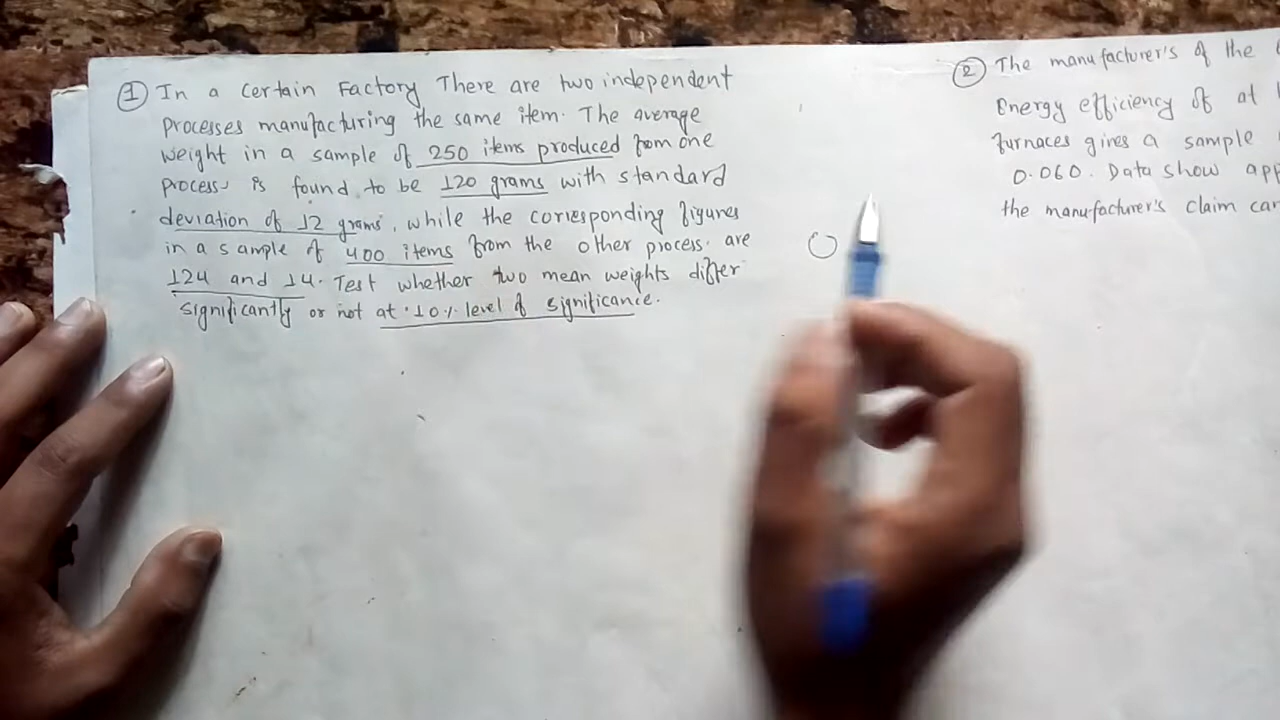 ① In a Certain Factory There are two independent
processes manufacturing the same item. The average
weight in a sample of 250 items produced from one
process is found to be 120 grams with standard
deviation of 12 grams, while the corresponding figures
in a sample of 400 items from the other process are
124 and 14. Test whether two mean weights differ
significantly or not at 10% level of significance.
② The manufacturer's of the
Energy efficiency of at
furnaces gives a sample
0.060. Data show
the manufacturer's claim